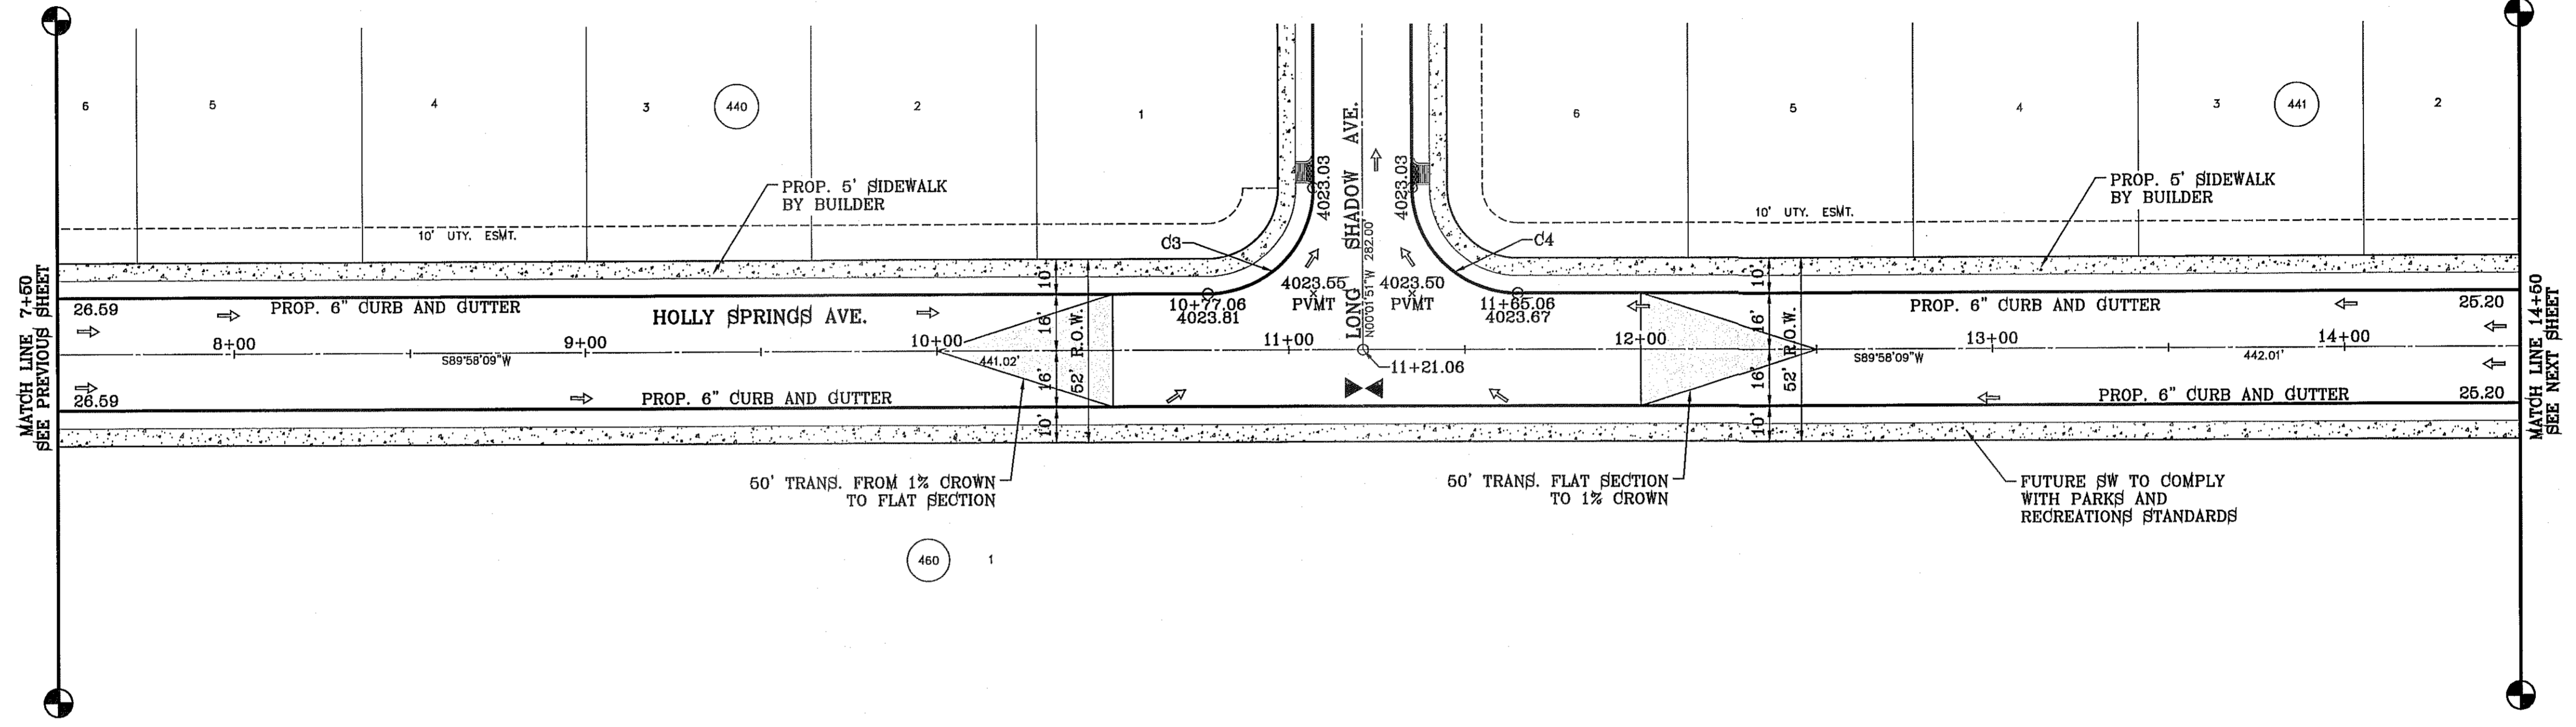 6
5
4
3
440
2
1
6
5
4
3
441
2
PROP. 5' SIDEWALK
BY BUILDER
PROP. 5' SIDEWALK
BY BUILDER
10' UTY. ESMT.
10' UTY. ESMT.
LONG SHADOW AVE.
N00°01'51"W 282.00'
4023.03
4023.03
C3
C4
4023.55
PVMT
4023.50
PVMT
10+77.06
4023.81
11+65.06
4023.67
MATCH LINE 7+50
SEE PREVIOUS SHEET
26.59
PROP. 6" CURB AND GUTTER
HOLLY SPRINGS AVE.
PROP. 6" CURB AND GUTTER
25.20
8+00
9+00
10+00
11+00
12+00
13+00
14+00
S89°58'09"W
441.02'
11+21.06
S89°58'09"W
442.01'
10'
16'
16'
10'
52' R.O.W.
10'
16'
16'
10'
52' R.O.W.
26.59
PROP. 6" CURB AND GUTTER
PROP. 6" CURB AND GUTTER
25.20
MATCH LINE 14+50
SEE NEXT SHEET
50' TRANS. FROM 1% CROWN
TO FLAT SECTION
50' TRANS. FLAT SECTION
TO 1% CROWN
FUTURE SW TO COMPLY
WITH PARKS AND
RECREATIONS STANDARDS
460
1